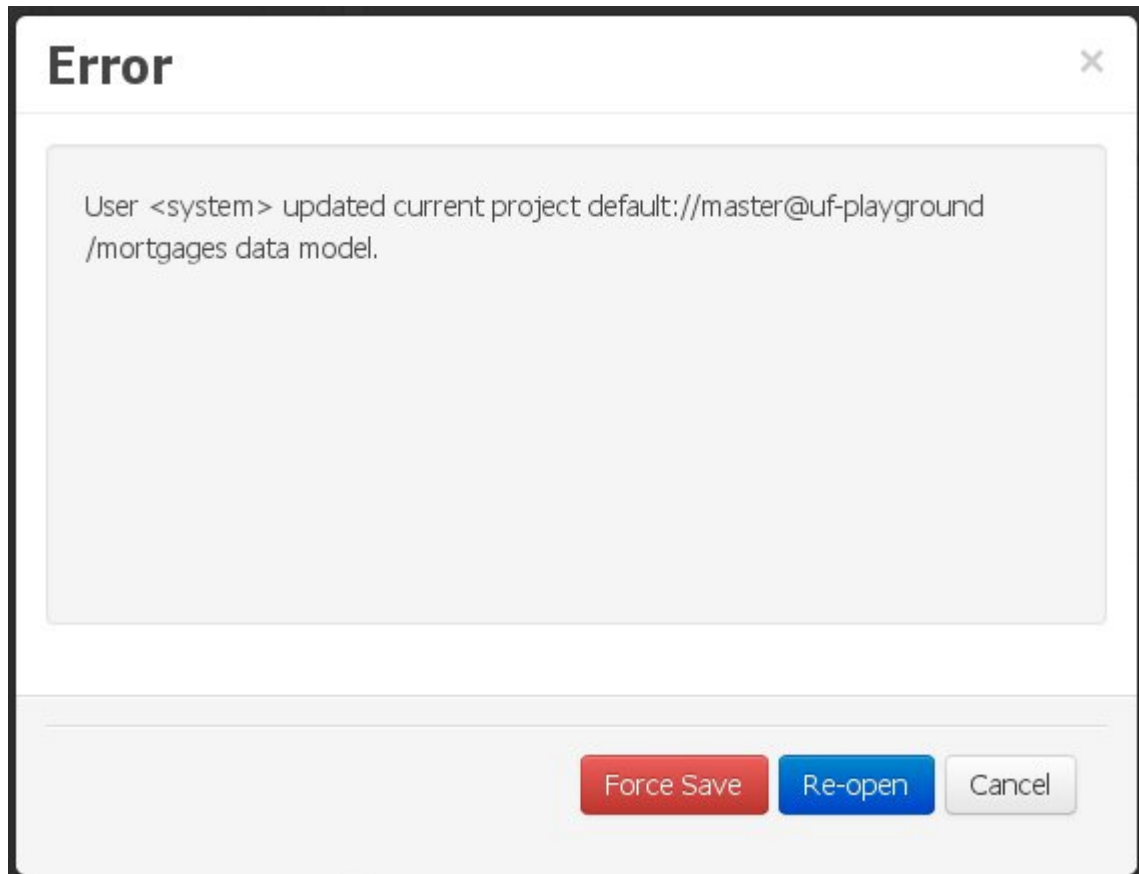 Error
×
User <system> updated current project default://master@uf-playground
/mortgages data model.
Force Save
Re-open
Cancel